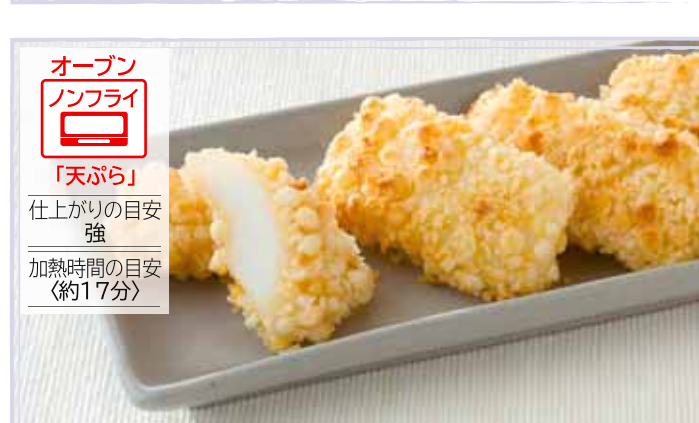 オーブン
ノンフライ
「天ぷら」
仕上がりの目安
強
加熱時間の目安
〈約17分〉